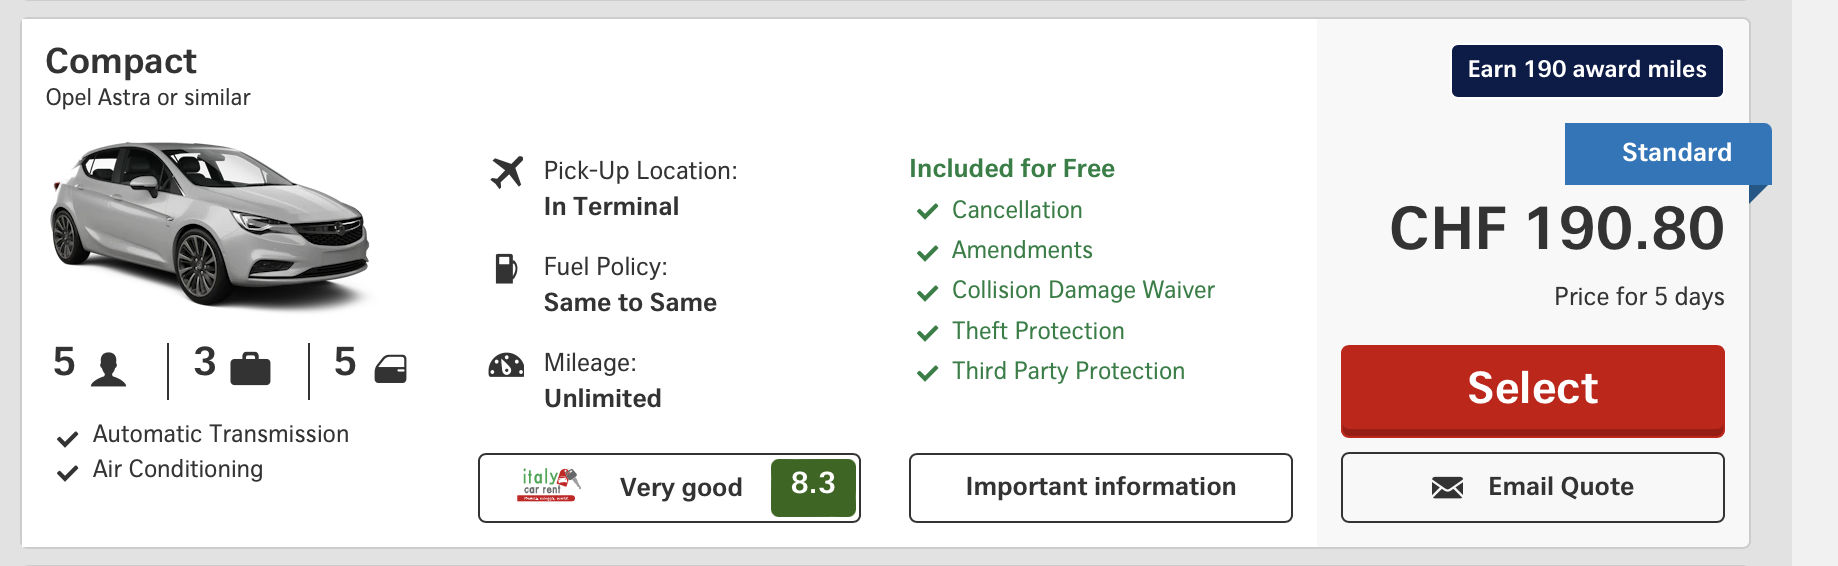 Compact
Opel Astra or similar
5
3
5
Automatic Transmission
Air Conditioning
Pick-Up Location:
In Terminal
Fuel Policy:
Same to Same
Mileage:
Unlimited
italy
car rent
Very good
8.3
Included for Free
Cancellation
Amendments
Collision Damage Waiver
Theft Protection
Third Party Protection
Important information
Earn 190 award miles
Standard
CHF 190.80
Price for 5 days
Select
Email Quote